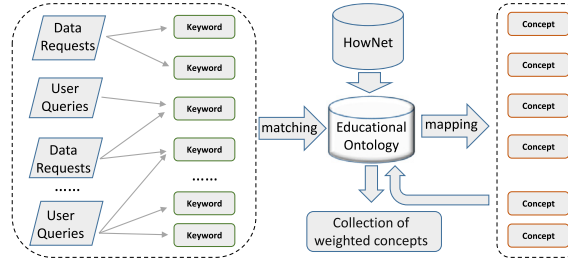 Data
Requests
User
Queries
Data
Requests
......
User
Queries
Keyword
Keyword
Keyword
Keyword
......
Keyword
Keyword
matching
HowNet
Educational
Ontology
Collection of
weighted concepts
mapping
Concept
Concept
Concept
Concept
Concept
Concept